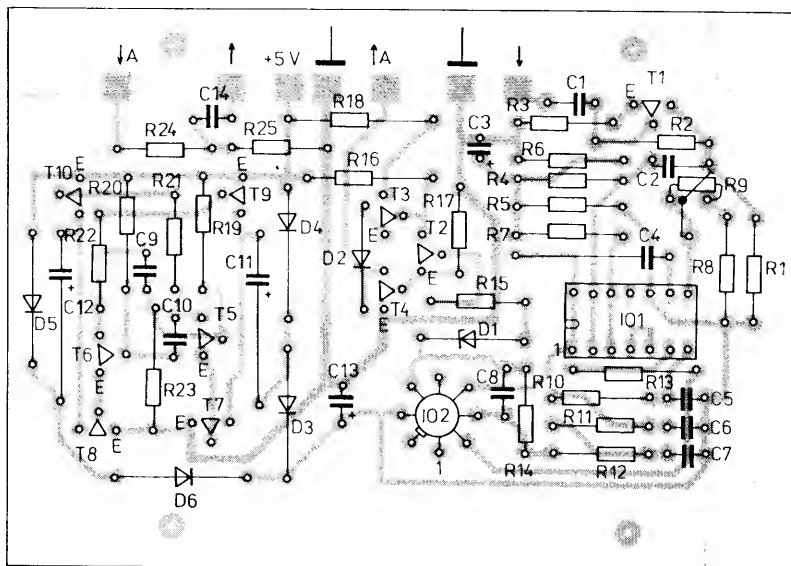 A +5V A
C14 R18 C1 T1
E
R3 R2
R24 R25 C3
R16 R6 C2
T10 E E R4 R9
R20 R21 T9 T3 R17
R5
R22 C9 R19 D4 E T2 R7 C4
C11 D2 E R8 R1
C12 C10 T5 T4 R15 IO1
D5 E
T6 E D1 1
E R23 C13 C8 R10 R13 C5
E T7 D3 IO2 R11 C6
T8 E R14 R12 C7
D6 1